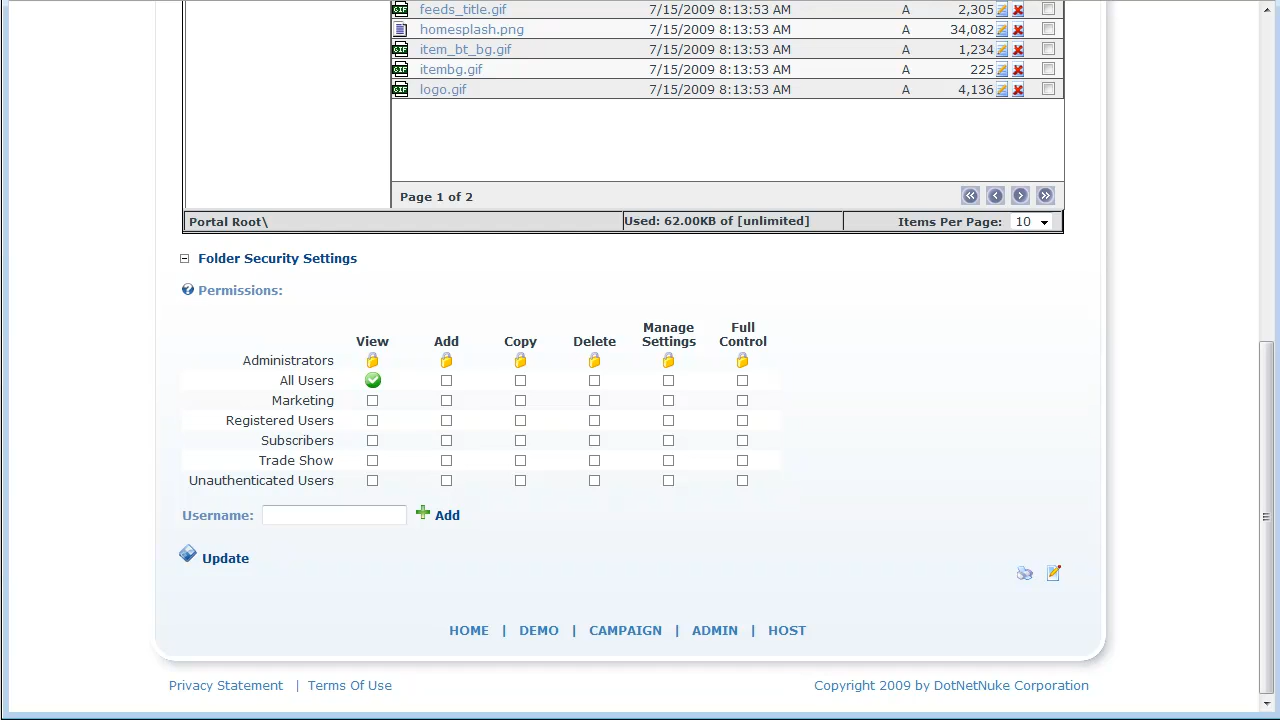 feeds_title.gif 7/15/2009 8:13:53 AM A 2,305
homesplash.png 7/15/2009 8:13:53 AM A 34,082
item_bt_bg.gif 7/15/2009 8:13:53 AM A 1,234
itembg.gif 7/15/2009 8:13:53 AM A 225
logo.gif 7/15/2009 8:13:53 AM A 4,136
Page 1 of 2
Portal Root\ Used: 62.00KB of [unlimited] Items Per Page: 10
Folder Security Settings
Permissions:
View Add Copy Delete Manage Settings Full Control
Administrators
All Users
Marketing
Registered Users
Subscribers
Trade Show
Unauthenticated Users
Username: Add
Update
HOME | DEMO | CAMPAIGN | ADMIN | HOST
Privacy Statement | Terms Of Use Copyright 2009 by DotNetNuke Corporation